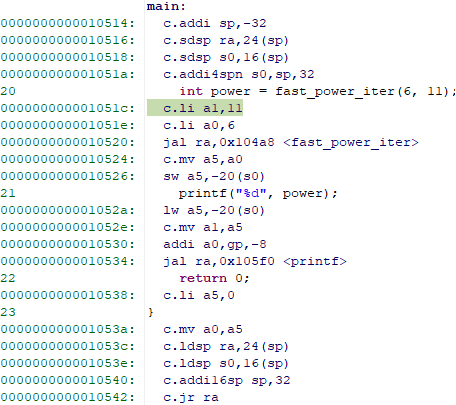 main:
0000000000010514: c.addi sp,-32
0000000000010516: c.sdsp ra,24(sp)
0000000000010518: c.sdsp s0,16(sp)
000000000001051a: c.addi4spn s0,sp,32
20 int power = fast_power_iter(6, 11);
000000000001051c: c.li a1,11
000000000001051e: c.li a0,6
0000000000010520: jal ra,0x104a8 <fast_power_iter>
0000000000010524: c.mv a5,a0
0000000000010526: sw a5,-20(s0)
21 printf("%d", power);
000000000001052a: lw a5,-20(s0)
000000000001052e: c.mv a1,a5
0000000000010530: addi a0,gp,-8
0000000000010534: jal ra,0x105f0 <printf>
22 return 0;
0000000000010538: c.li a5,0
23 }
000000000001053a: c.mv a0,a5
000000000001053c: c.ldsp ra,24(sp)
000000000001053e: c.ldsp s0,16(sp)
0000000000010540: c.addi16sp sp,32
0000000000010542: c.jr ra